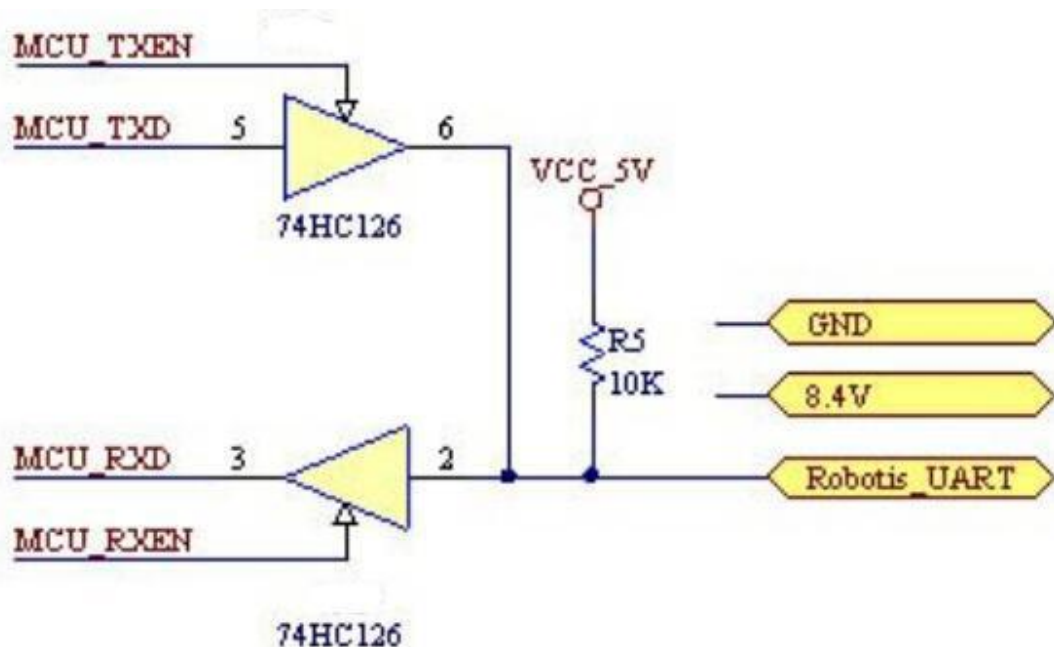 MCU_TXEN
MCU_TXD 5 6
74HC126
VCC_5V
R5
10K
GND
8.4V
MCU_RXD 3 2
Robotis_UART
MCU_RXEN
74HC126